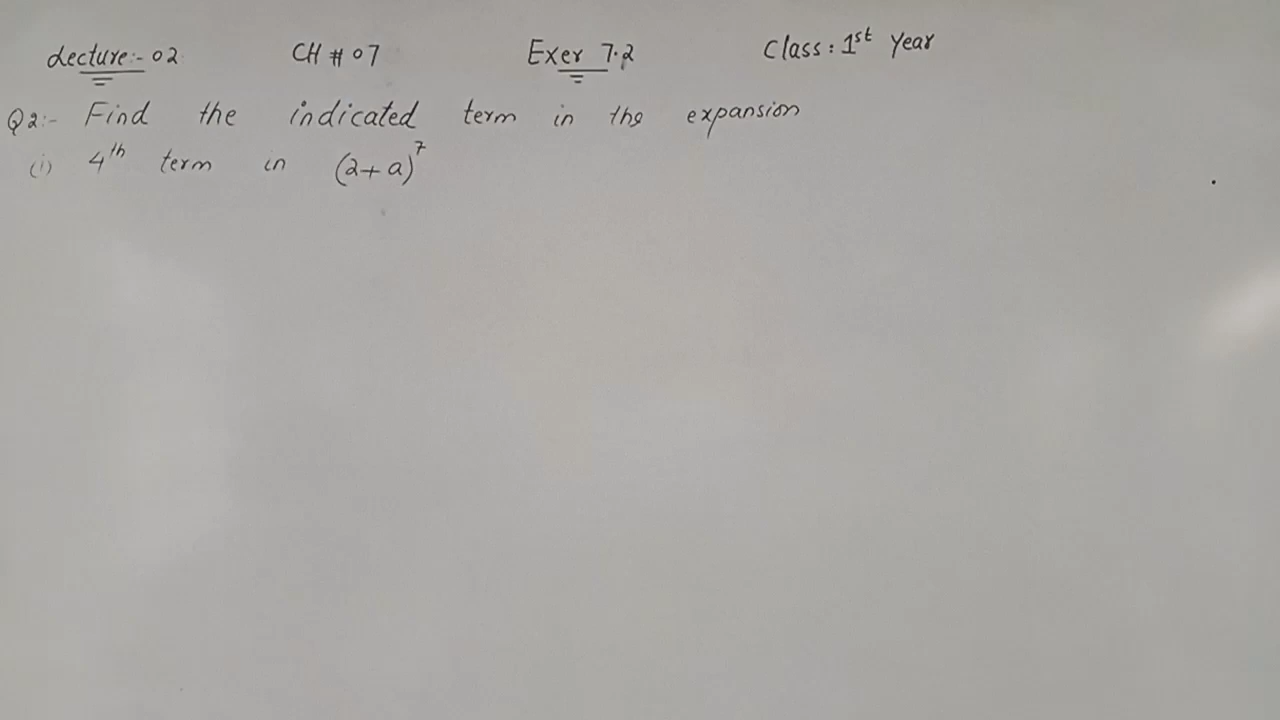 Lecture:- 02 CH # 07 Exer 7.2 Class: 1st Year
Q2:- Find the indicated term in the expansion
(i) 4th term in (2+a)^7